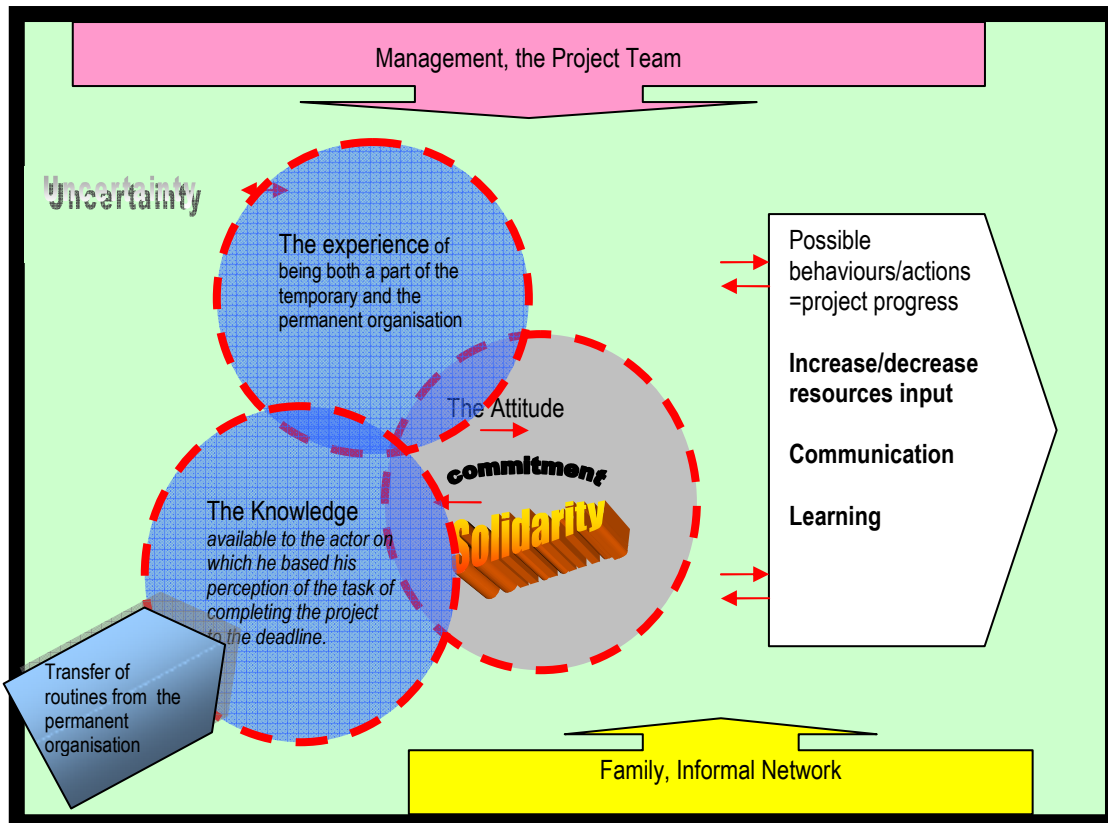 Management, the Project Team
Uncertainty
The experience of
being both a part of the
temporary and the
permanent organisation
Possible
behaviours/actions
=project progress
Increase/decrease
resources input
Communication
Learning
The Attitude
commitment
Solidarity
The Knowledge
available to the actor on
which he based his
perception of the task of
completing the project
to the deadline.
Transfer of
routines from the
permanent
organisation
Family, Informal Network